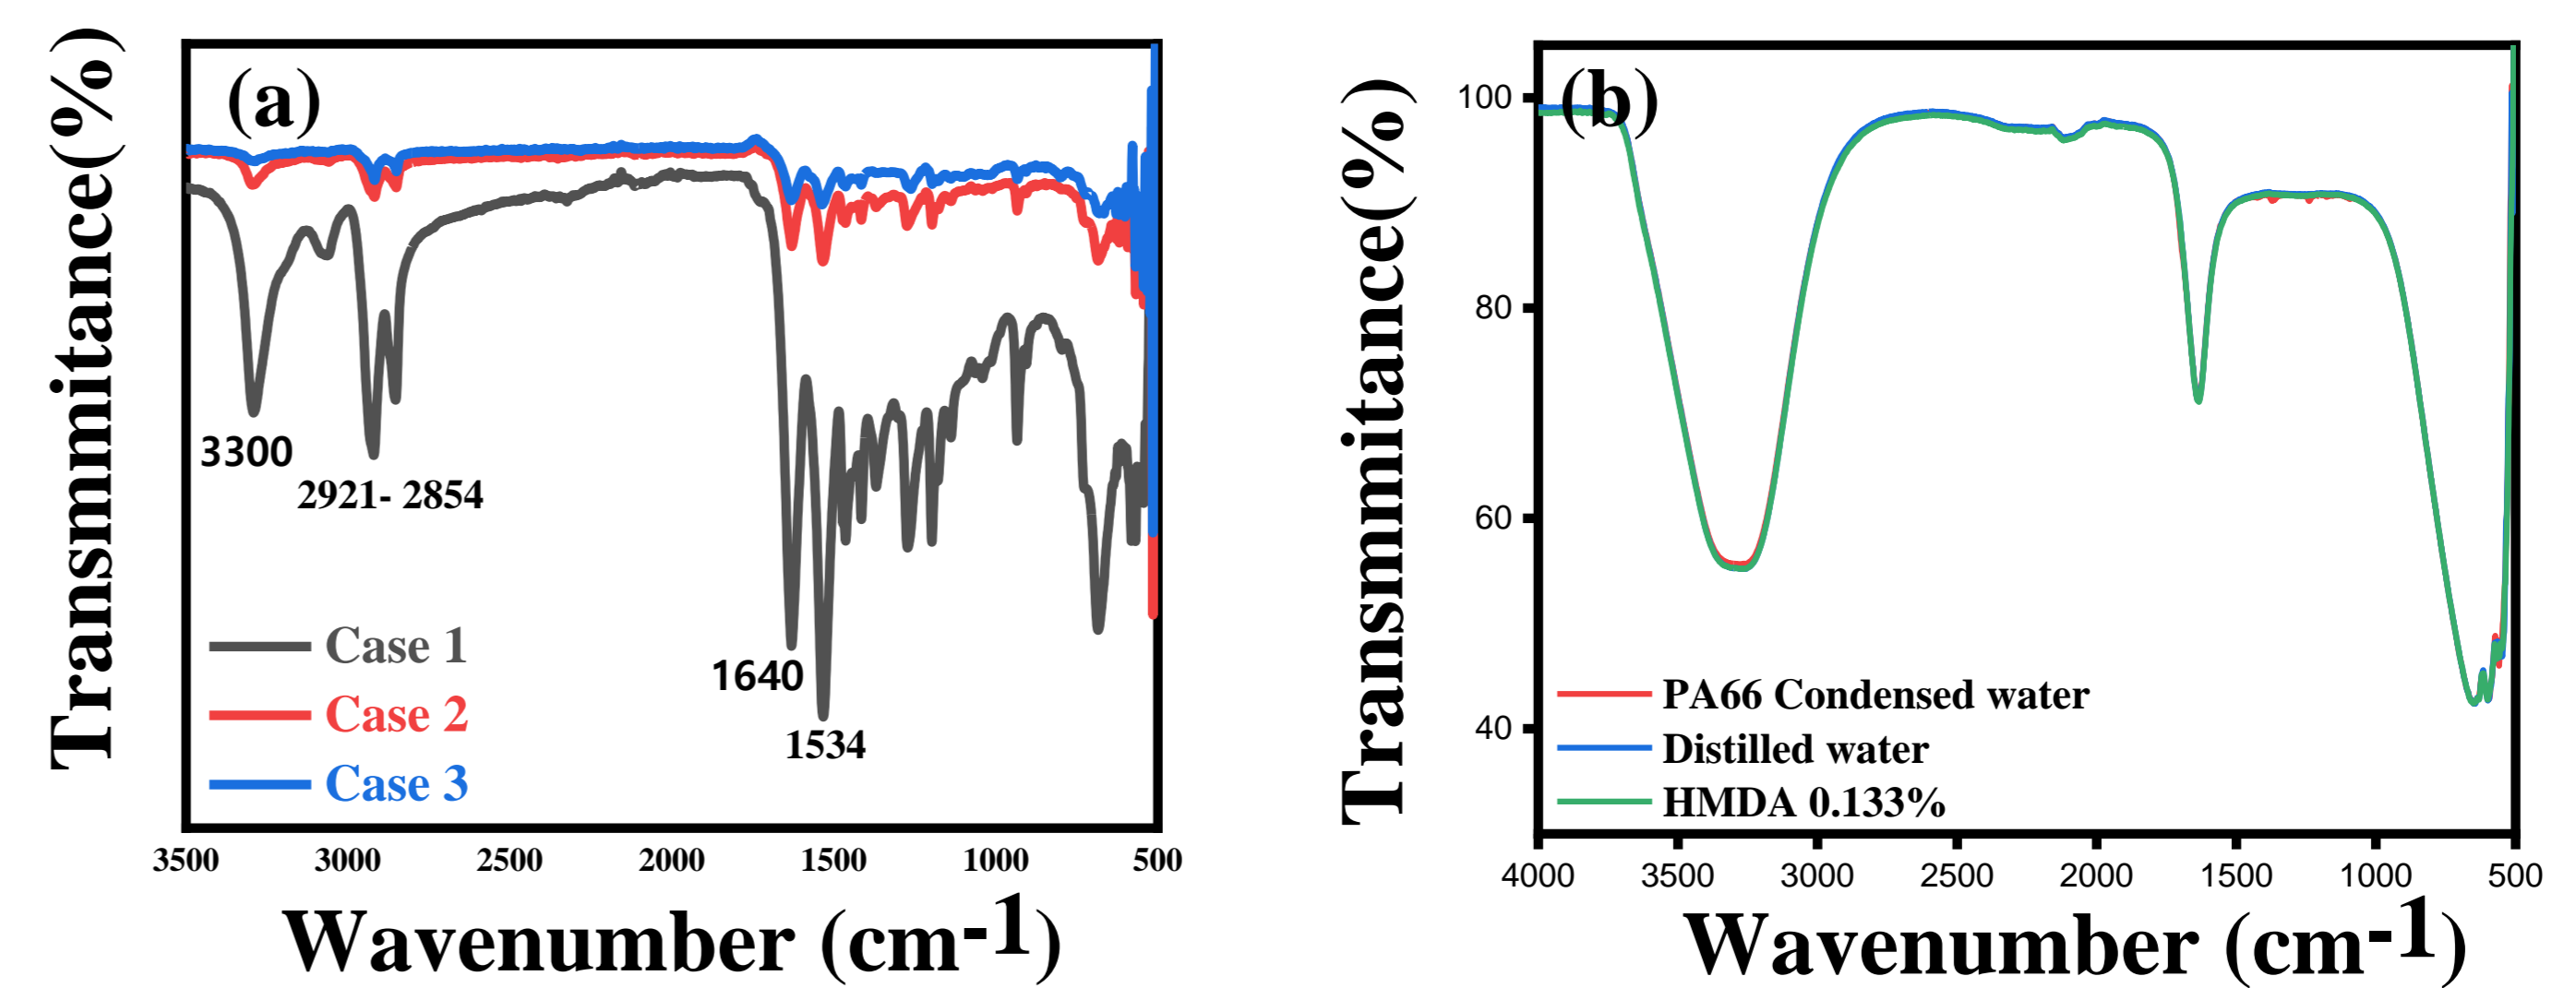 (a)
Transmmitance(%)
3300
2921- 2854
1640
1534
Case 1
Case 2
Case 3
3500 3000 2500 2000 1500 1000 500
Wavenumber (cm-1)
(b)
Transmmitance(%)
100
80
60
40
PA66 Condensed water
Distilled water
HMDA 0.133%
4000 3500 3000 2500 2000 1500 1000 500
Wavenumber (cm-1)